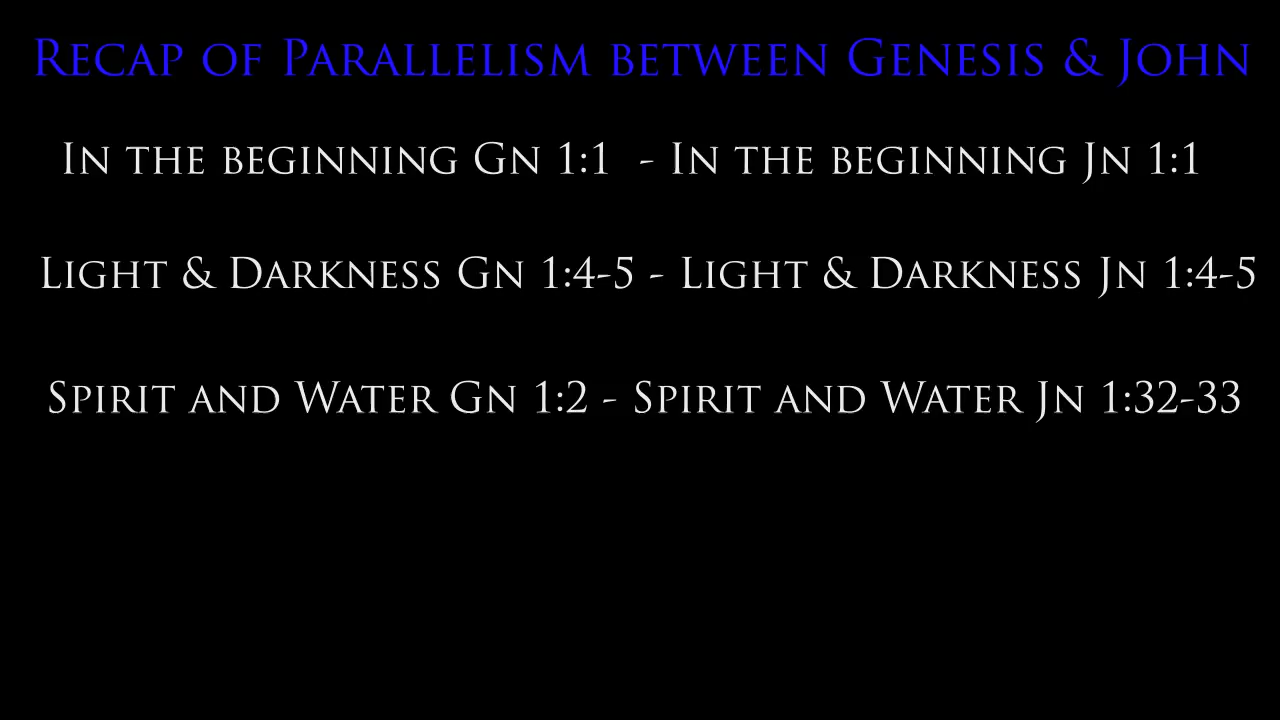 Recap of Parallelism between Genesis & John
In the beginning Gn 1:1 - In the beginning Jn 1:1
Light & Darkness Gn 1:4-5 - Light & Darkness Jn 1:4-5
Spirit and Water Gn 1:2 - Spirit and Water Jn 1:32-33